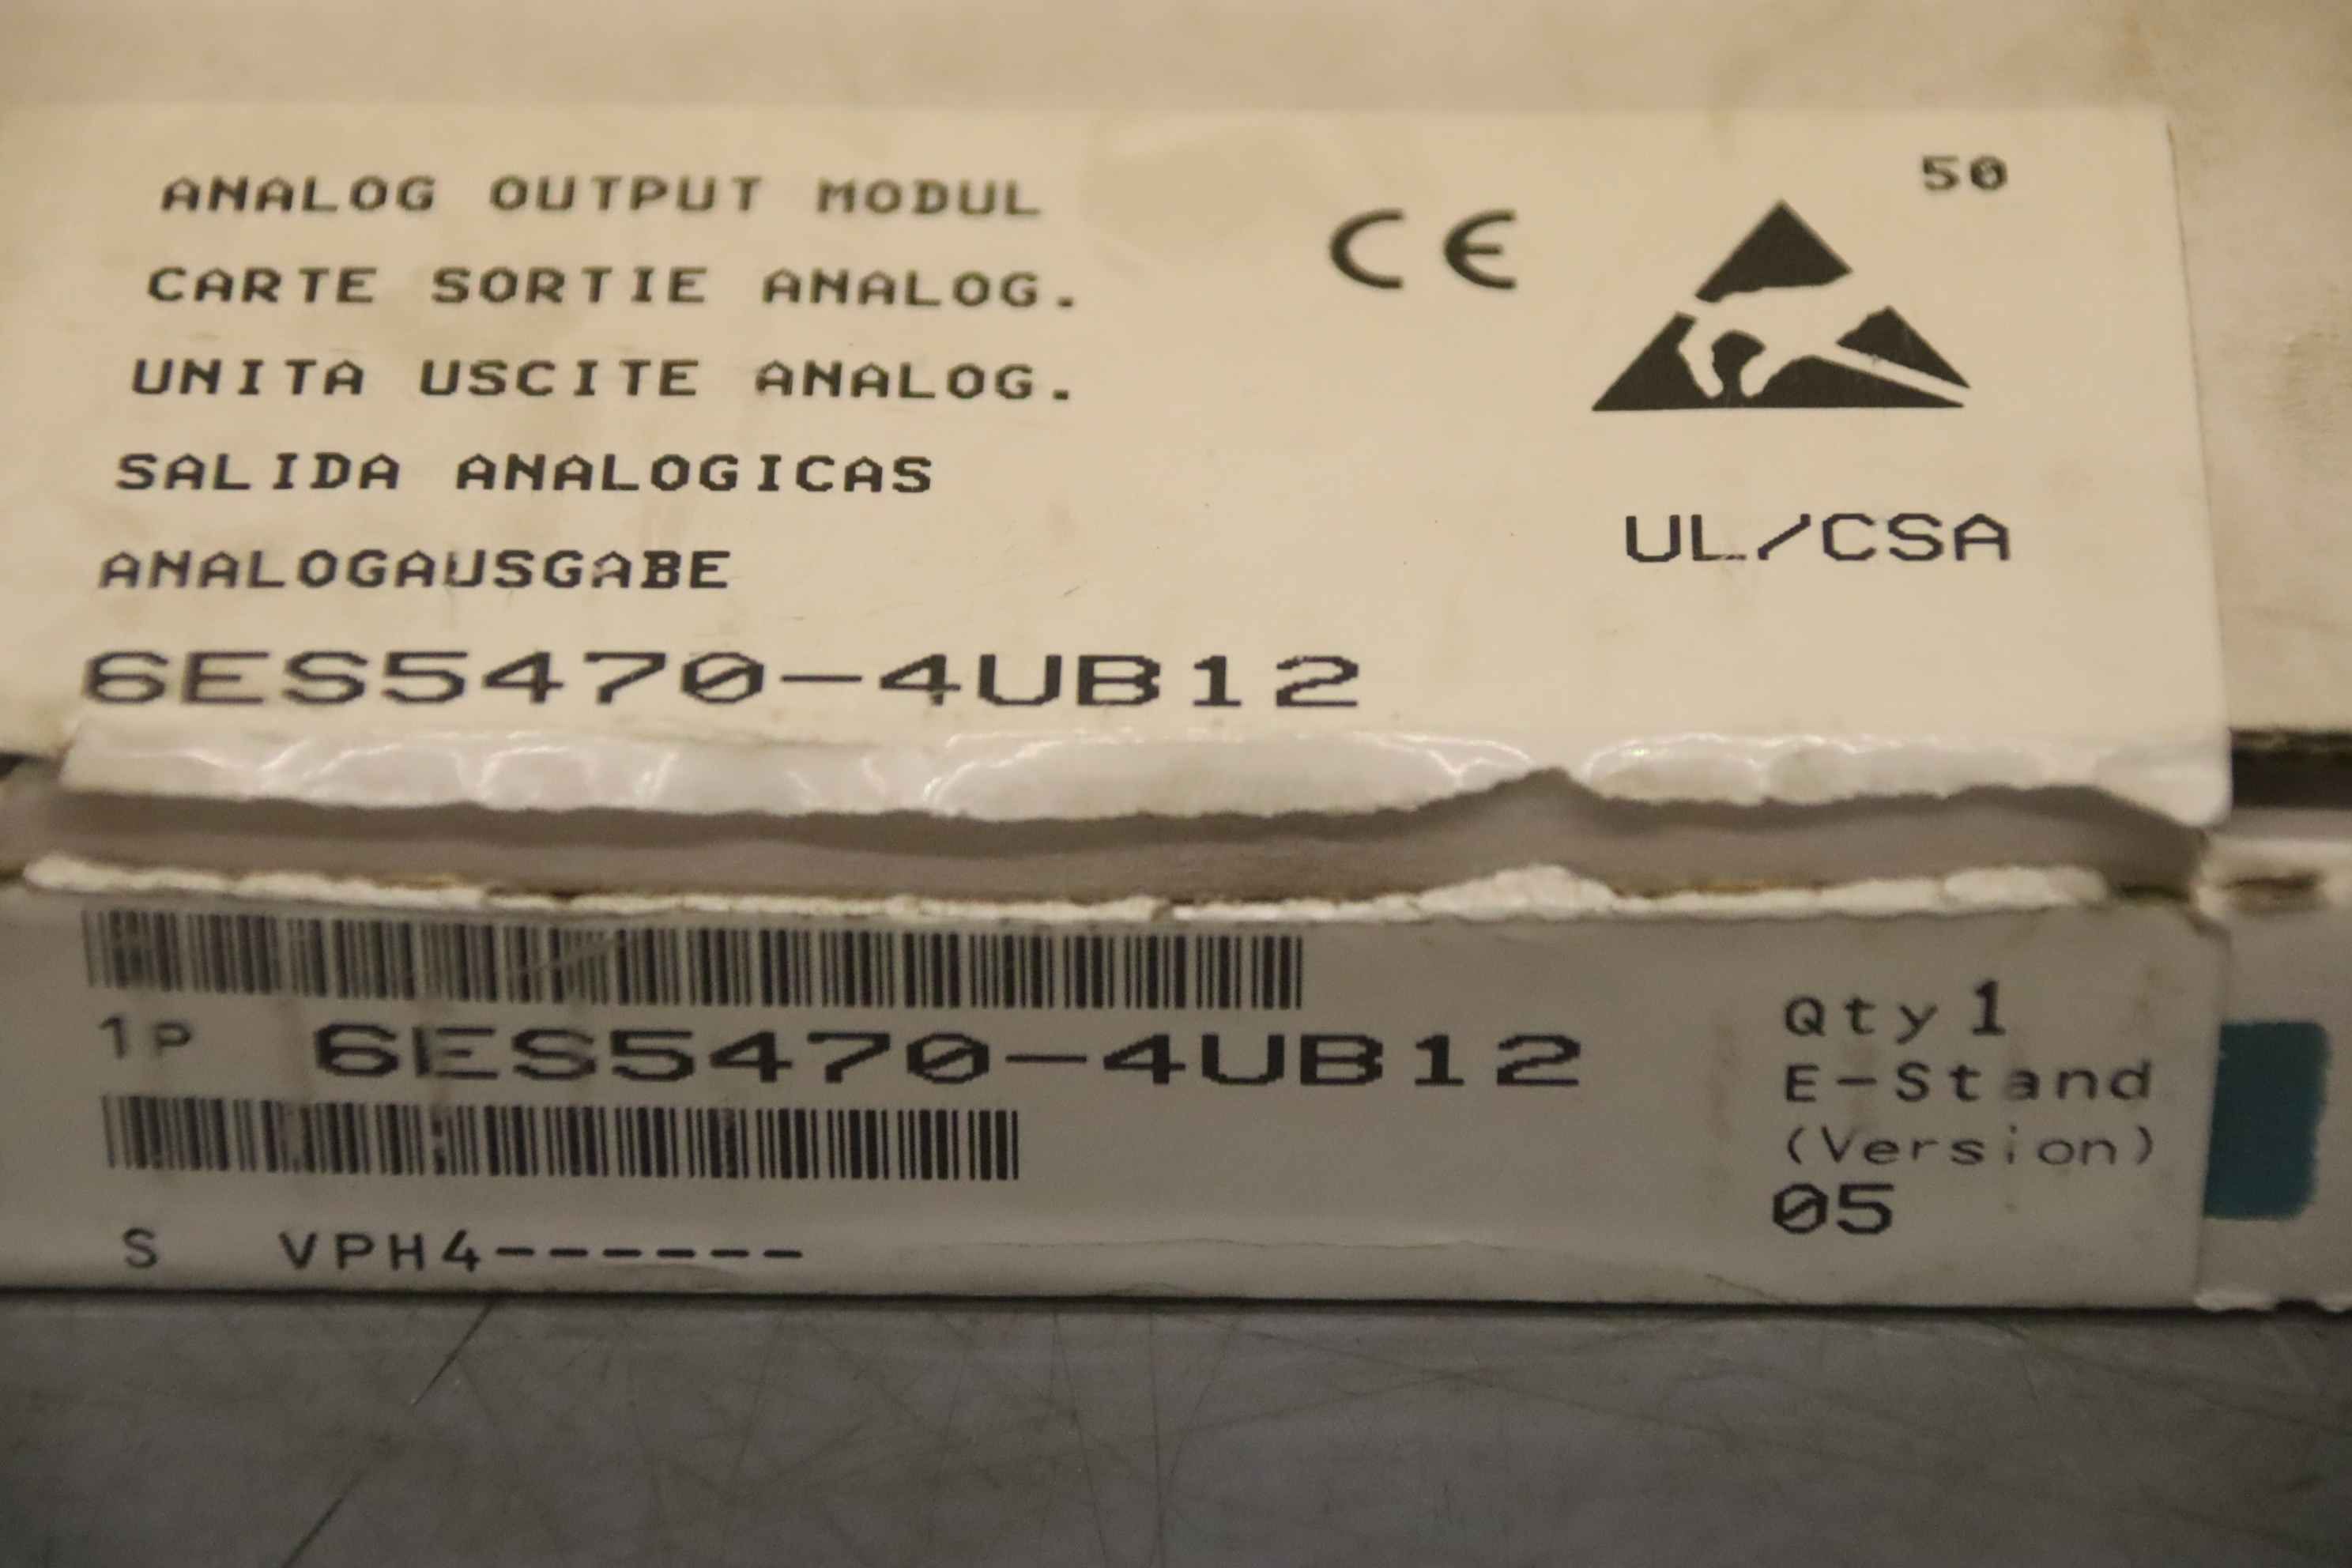 50
ANALOG OUTPUT MODUL
CARTE SORTIE ANALOG.
UNITA USCITE ANALOG.
SALIDA ANALOGICAS
ANALOGAUSGABE
6ES5470-4UB12
CE
UL/CSA
1P 6ES5470-4UB12
S VPH4------
Qty 1
E-Stand
(Version)
05